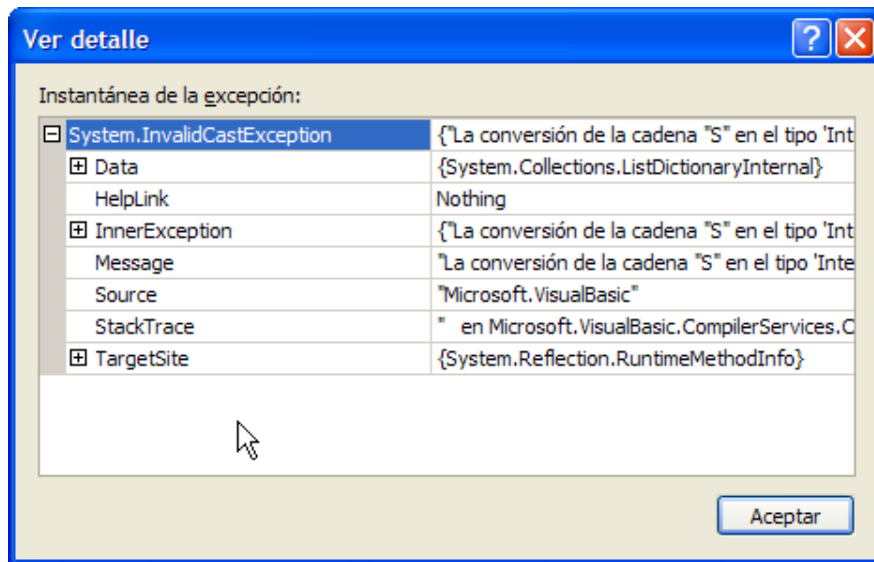 Ver detalle
Instantánea de la excepción:
System.InvalidCastException {"La conversión de la cadena "S" en el tipo 'Int
Data {System.Collections.ListDictionaryInternal}
HelpLink Nothing
InnerException {"La conversión de la cadena "S" en el tipo 'Int
Message "La conversión de la cadena "S" en el tipo 'Inte
Source "Microsoft.VisualBasic"
StackTrace "   en Microsoft.VisualBasic.CompilerServices.C
TargetSite {System.Reflection.RuntimeMethodInfo}
Aceptar